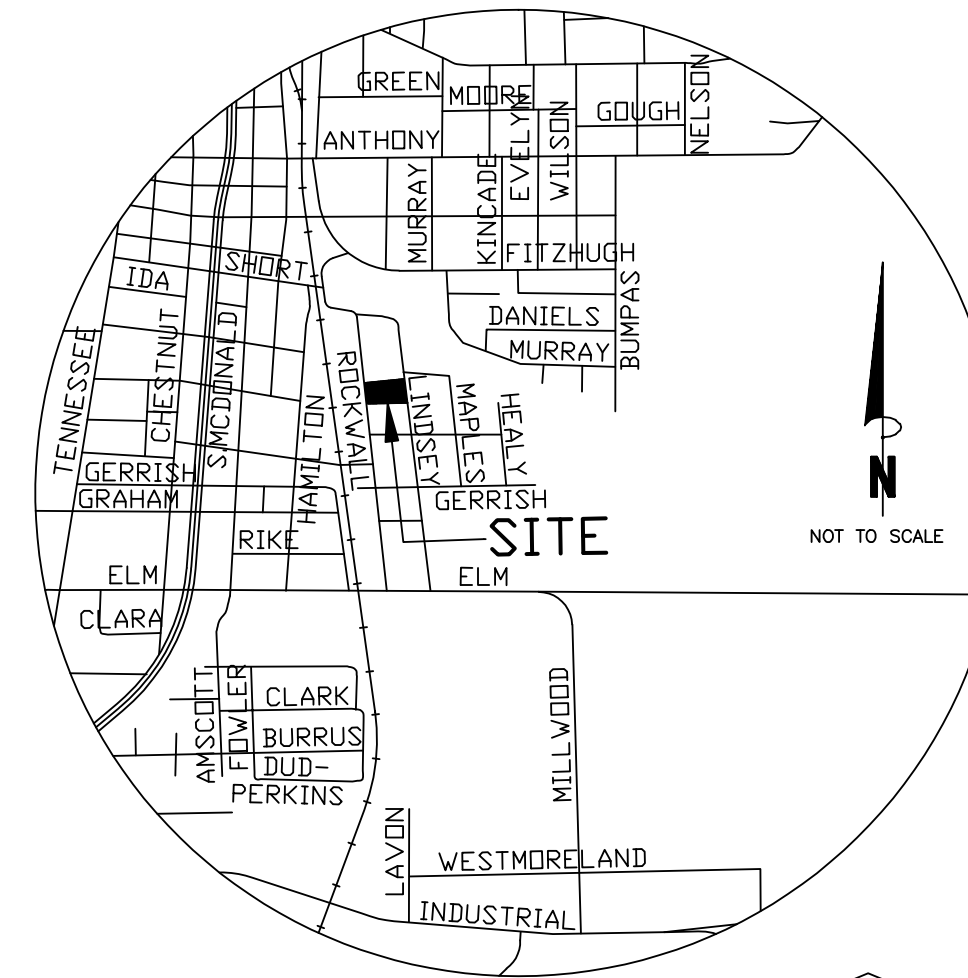 GREEN
MOORE
EVELYN
WILSON
GOUGH
NELSON
ANTHONY
MURRAY
KINCADE
FITZHUGH
SHORT
IDA
BUMPAS
DANIELS
MURRAY
TENNESSEE
CHESTNUT
S.MCDONALD
HAMILTON
ROCKWALL
LINDSEY
MAPLES
HEALY
GERRISH
GRAHAM
GERRISH
RIKE
SITE
N
NOT TO SCALE
ELM
ELM
CLARA
AMSCOTT
FOWLER
CLARK
BURRUS
DUD-
PERKINS
MILLWOOD
LAVON
WESTMORELAND
INDUSTRIAL